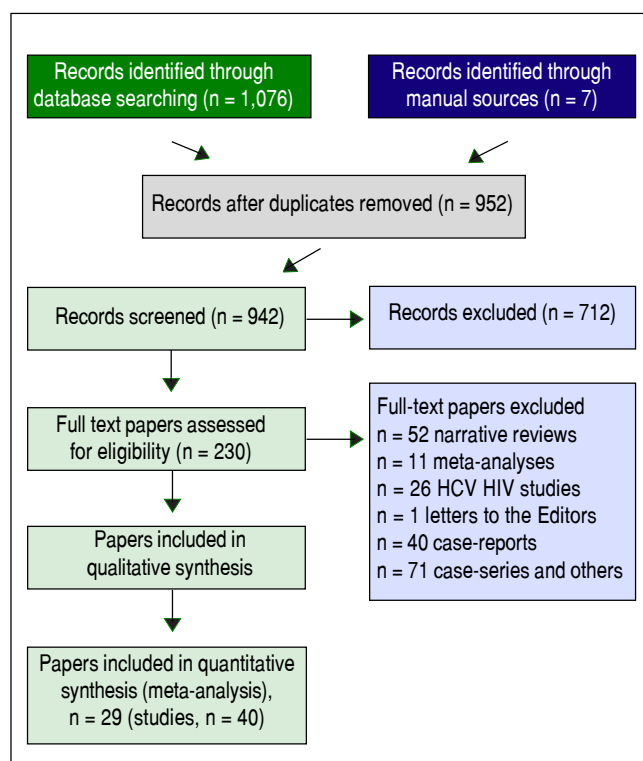 Records identified through
database searching (n = 1,076)
Records identified through
manual sources (n = 7)
Records after duplicates removed (n = 952)
Records screened (n = 942)
Records excluded (n = 712)
Full text papers assessed
for eligibility (n = 230)
Full-text papers excluded
n = 52 narrative reviews
n = 11 meta-analyses
n = 26 HCV HIV studies
n = 1 letters to the Editors
n = 40 case-reports
n = 71 case-series and others
Papers included in
qualitative synthesis
Papers included in quantitative
synthesis (meta-analysis),
n = 29 (studies, n = 40)